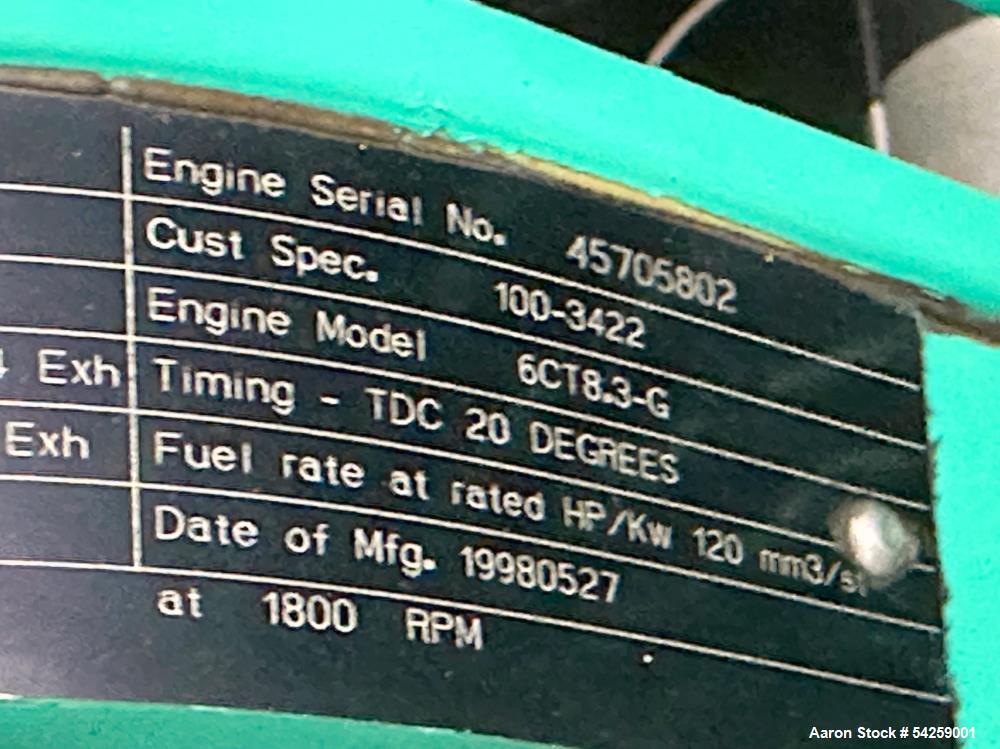 Engine Serial No. 45705802
Cust Spec. 100-3422
Engine Model 6CT8.3-G
Exh Timing - TDC 20 DEGREES
Exh Fuel rate at rated HP/Kw 120 mm3/st
Date of Mfg. 19980527
at 1800 RPM
Aaron Stock # 54259001